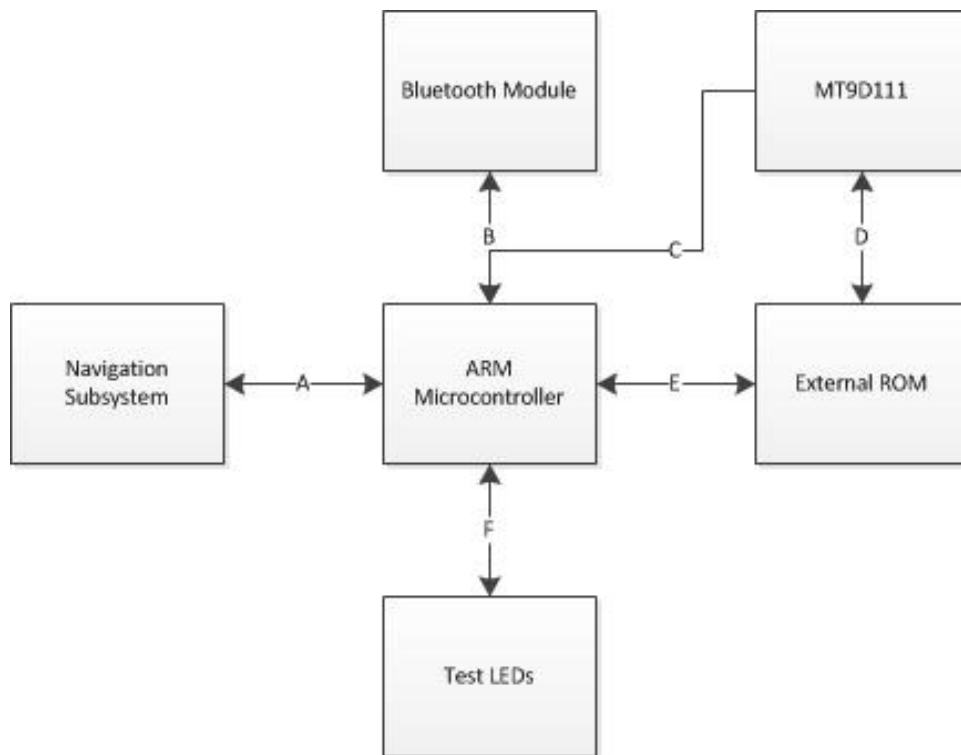 Bluetooth Module
MT9D111
B
C
D
Navigation
Subsystem
A
ARM
Microcontroller
E
External ROM
F
Test LEDs